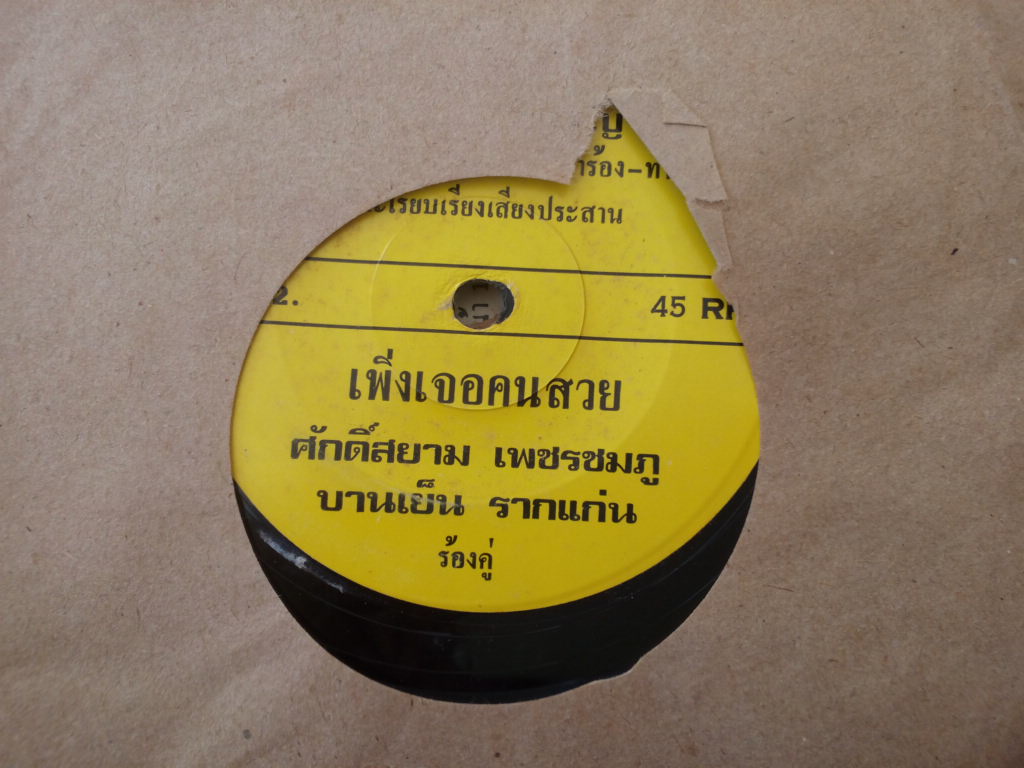 ร้อง-ท
เรียบเรียงเสียงประสาน
2. 45 R
เพิ่งเจอคนสวย
ศักดิ์สยาม เพชรชมภู
บานเย็น รากแก่น
ร้องคู่